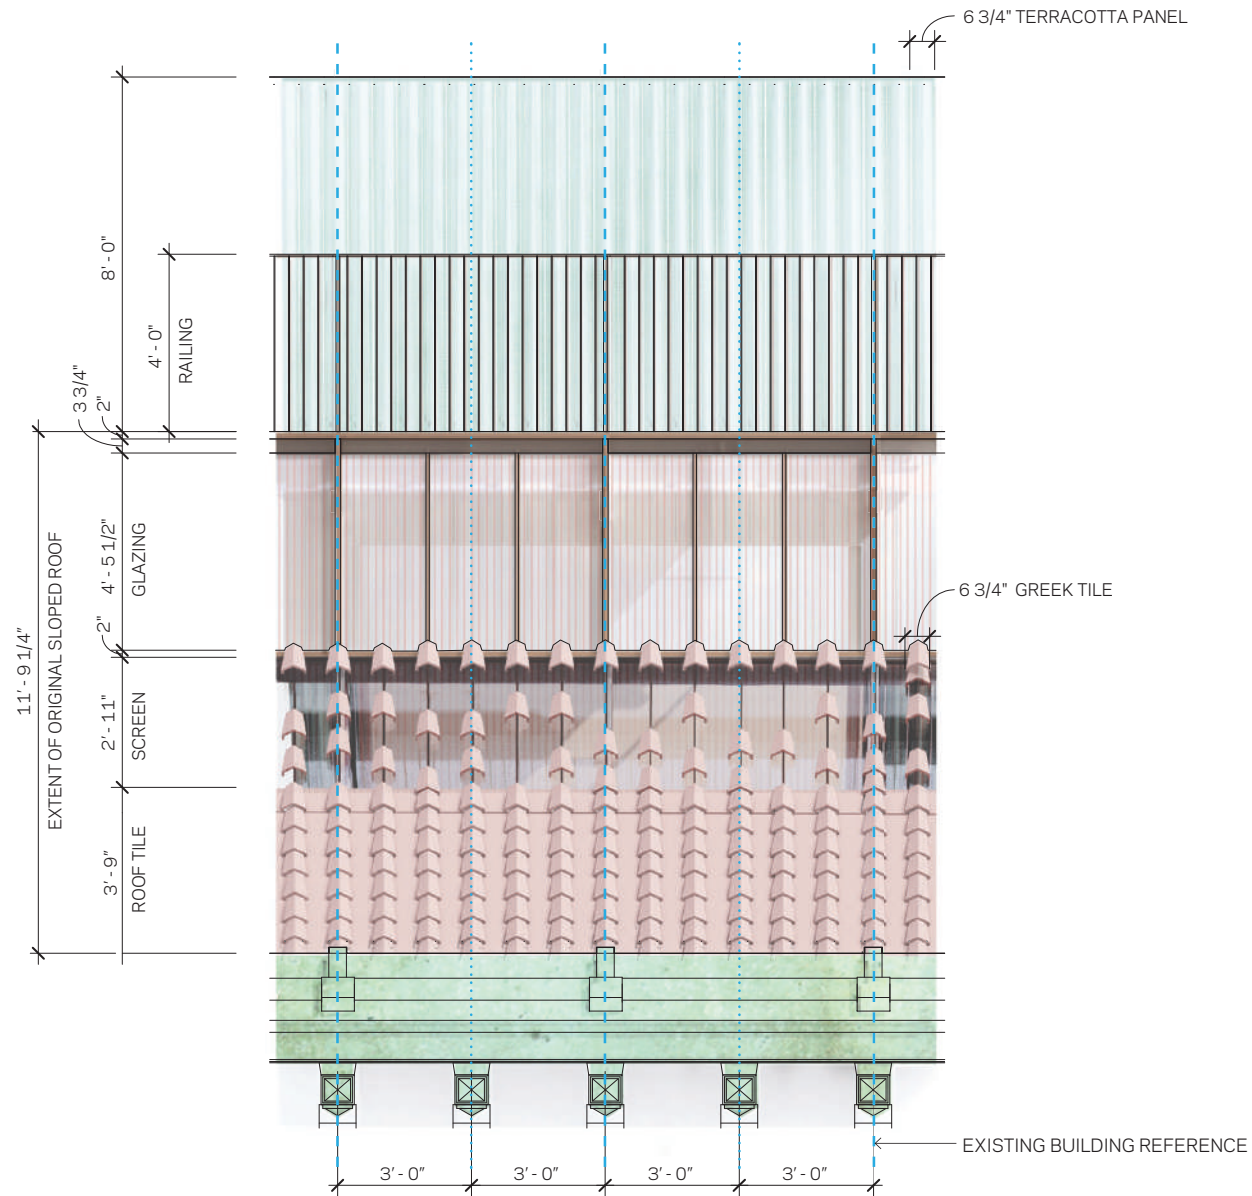 6 3/4" TERRACOTTA PANEL
8' - 0"
4' - 0"
RAILING
3 3/4"
2"
11' - 9 1/4"
EXTENT OF ORIGINAL SLOPED ROOF
4' - 5 1/2"
GLAZING
6 3/4" GREEK TILE
2"
2' - 11"
SCREEN
3' - 9"
ROOF TILE
EXISTING BUILDING REFERENCE
3' - 0" 3' - 0" 3' - 0" 3' - 0"